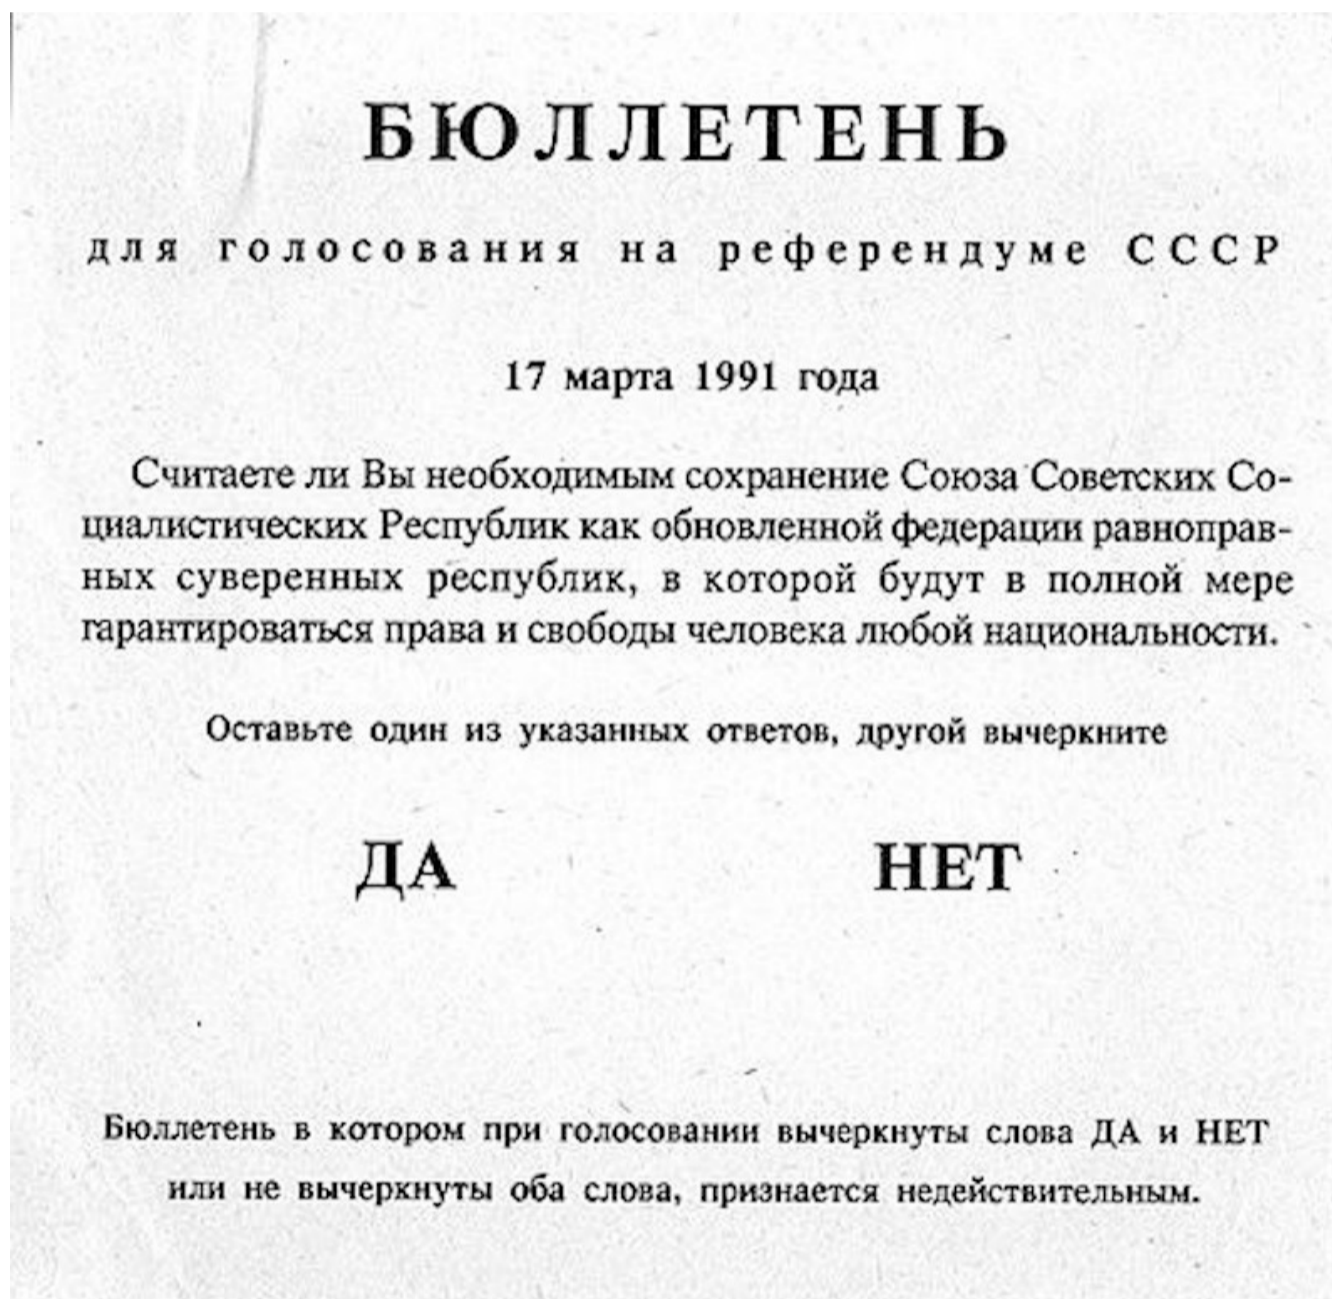 БЮЛЛЕТЕНЬ
для голосования на референдуме СССР
17 марта 1991 года
Считаете ли Вы необходимым сохранение Союза Советских Со-
циалистических Республик как обновленной федерации равноправ-
ных суверенных республик, в которой будут в полной мере
гарантироваться права и свободы человека любой национальности.
Оставьте один из указанных ответов, другой вычеркните
ДА НЕТ
Бюллетень в котором при голосовании вычеркнуты слова ДА и НЕТ
или не вычеркнуты оба слова, признается недействительным.